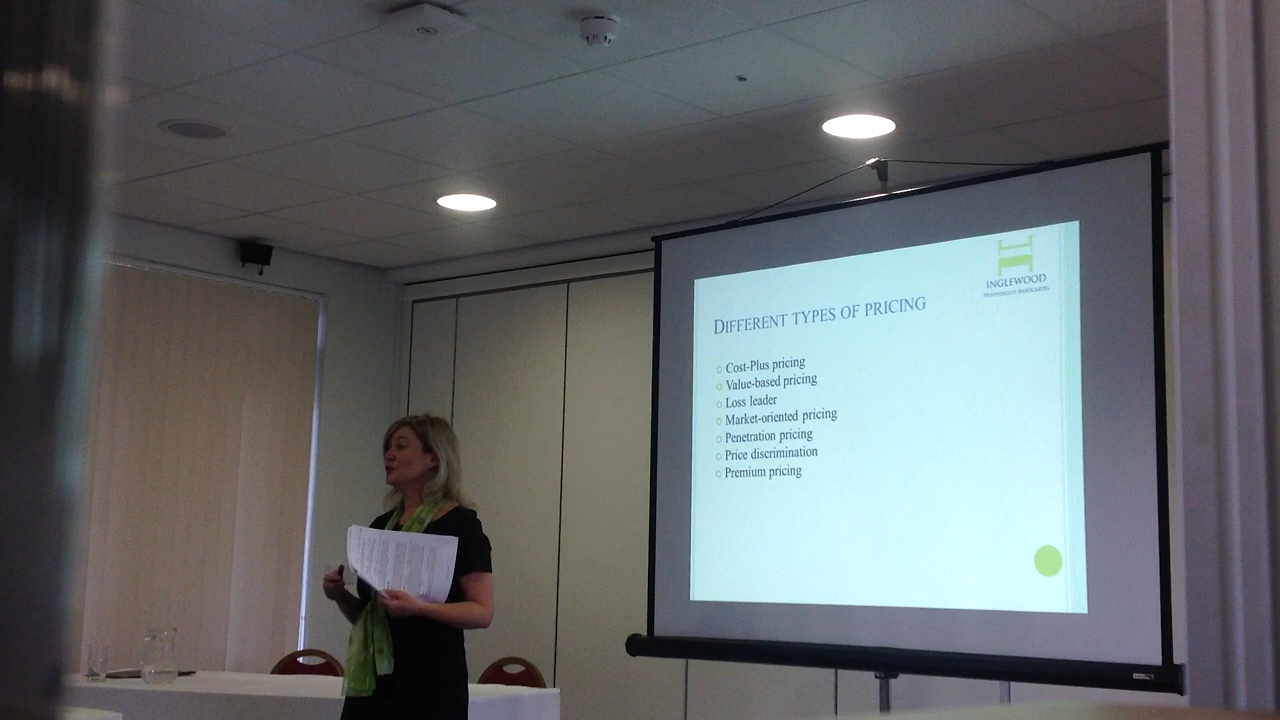 INGLEWOOD
HOSPITALITY ASSOCIATES
DIFFERENT TYPES OF PRICING
Cost-Plus pricing
Value-based pricing
Loss leader
Market-oriented pricing
Penetration pricing
Price discrimination
Premium pricing